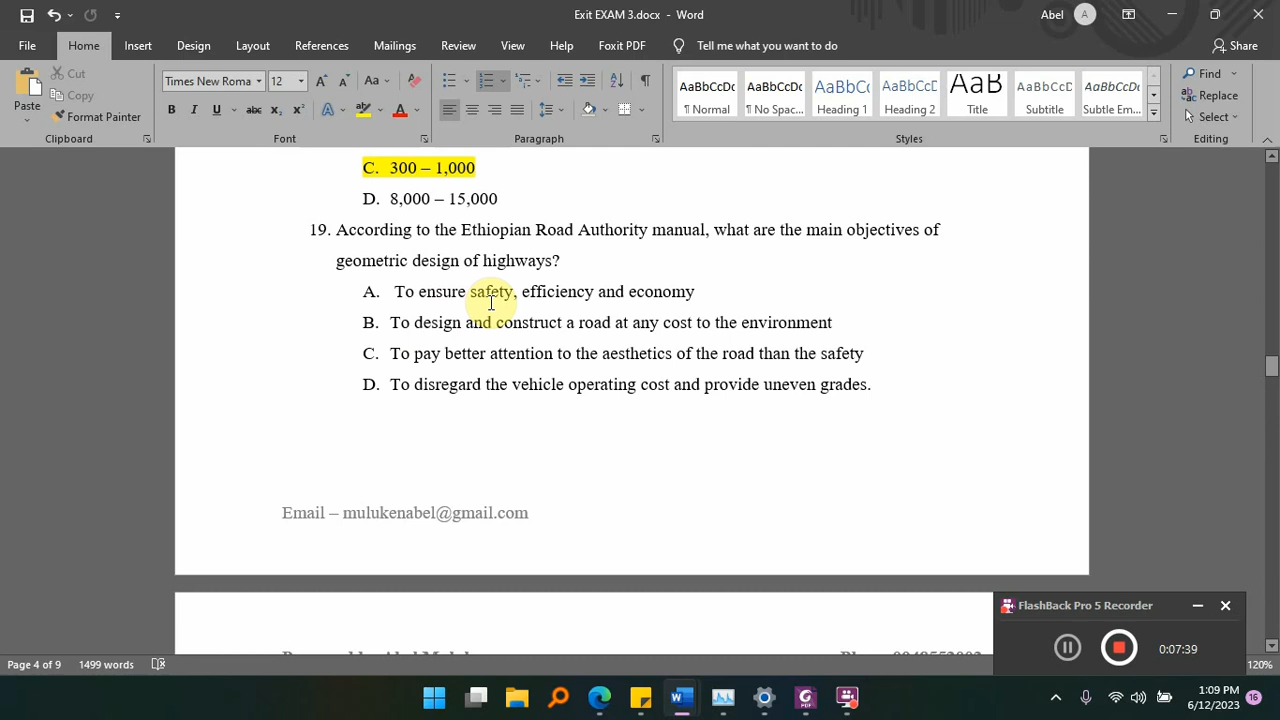 Exit EXAM 3.docx - Word
Abel
A
File
Home
Insert
Design
Layout
References
Mailings
Review
View
Help
Foxit PDF
Tell me what you want to do
Share
Paste
Cut
Copy
Format Painter
Times New Roma
12
Clipboard
Font
Paragraph
AaBbCcDc
¶ Normal
AaBbCcDc
¶ No Spac...
AaBbCc
Heading 1
AaBbCcD
Heading 2
AaB
Title
AaBbCcD
Subtitle
AaBbCcDc
Subtle Em...
Styles
Find
Replace
Select
Editing
C. 300 – 1,000
D. 8,000 – 15,000
19. According to the Ethiopian Road Authority manual, what are the main objectives of
geometric design of highways?
A. To ensure safety, efficiency and economy
B. To design and construct a road at any cost to the environment
C. To pay better attention to the aesthetics of the road than the safety
D. To disregard the vehicle operating cost and provide uneven grades.
Email – mulukenabel@gmail.com
FlashBack Pro 5 Recorder
0:07:39
Page 4 of 9
1499 words
120%
1:09 PM
6/12/2023
16